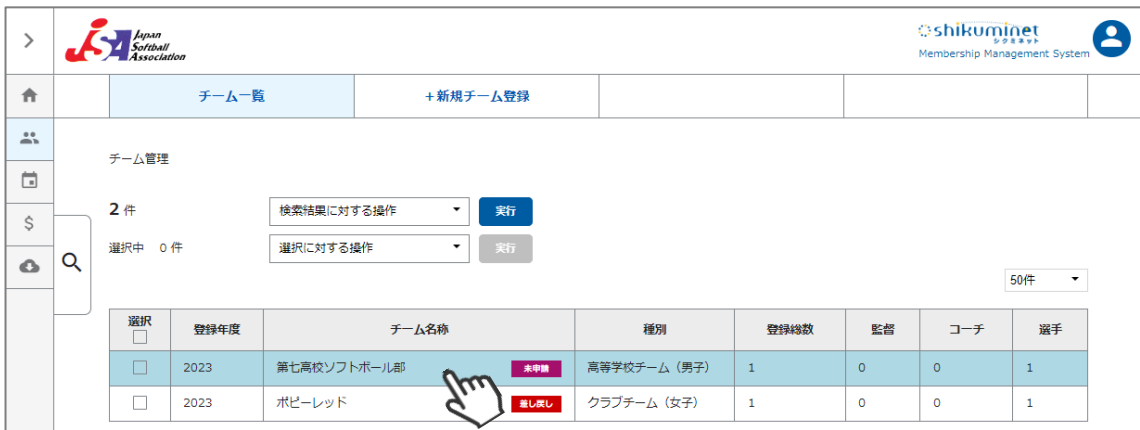 Japan
Softball
Association
shikuminet
シクミネット
Membership Management System
チーム一覧 +新規チーム登録
チーム管理
2 件 検索結果に対する操作 実行
選択中 0 件 選択に対する操作 実行
50件
選択 登録年度 チーム名称 種別 登録総数 監督 コーチ 選手
2023 第七高校ソフトボール部 未申請 高等学校チーム（男子） 1 0 0 1
2023 ポピーレッド 差し戻し クラブチーム（女子） 1 0 0 1